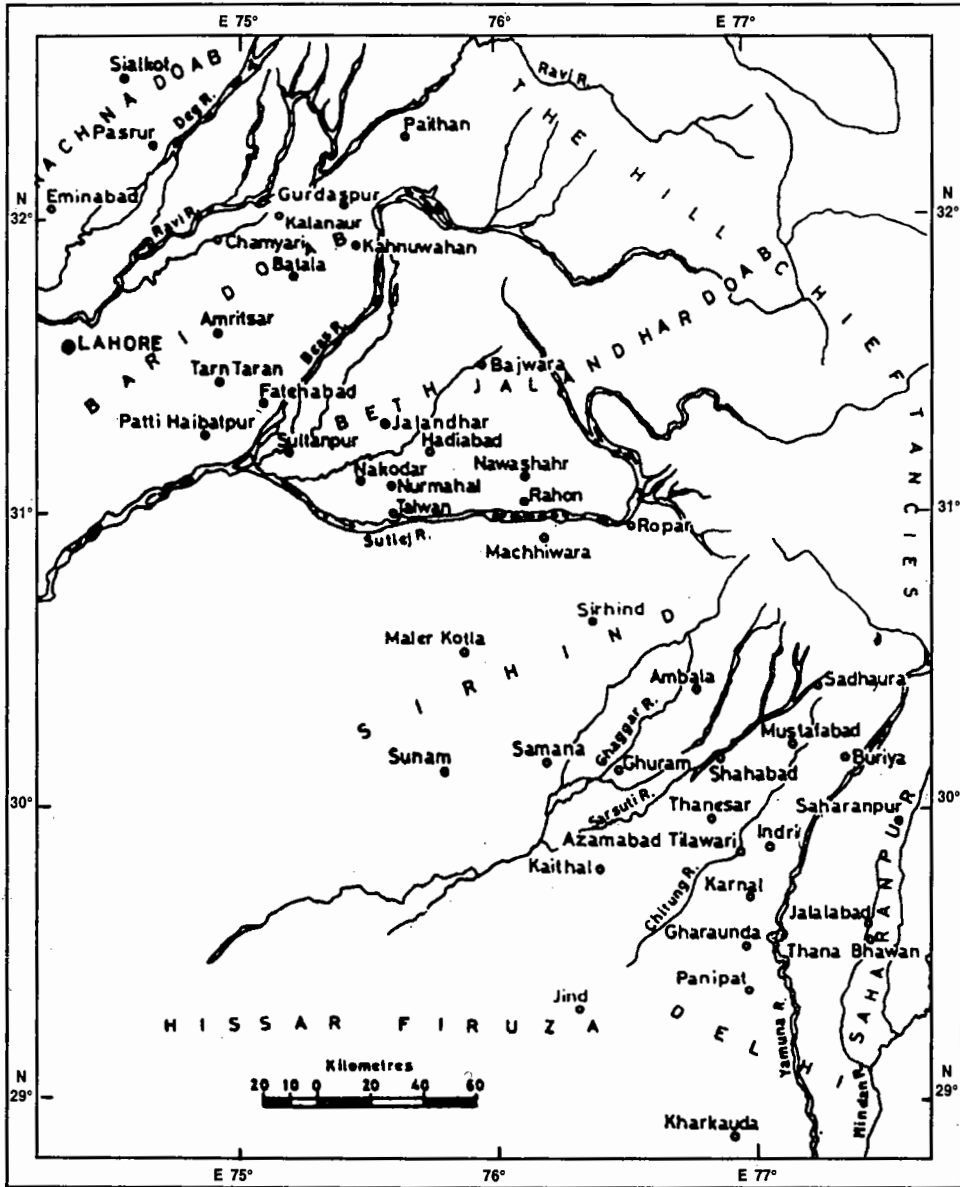 E 75° 76° E 77°
Sialkot
RACHNA DOAB
Deg R.
Pasrur
Ravi R.
Paithan
THE HILL CHIEFTANCIES
N 32°
N 32°
Eminabad
Ravi R.
Gurdaspur
Kalanaur
Chamyari
Kahnuwahan
Batala
BARI DOAB
Amritsar
LAHORE
Beas R.
Tarn Taran
Bajwara
BETH JALANDHAR DOAB
Fatehabad
Patti Haibatpur
Jalandhar
Sultanpur
Hadiabad
Nakodar
Nawashahr
Nurmahal
Rahon
31°
31°
Talwan
Sutlej R.
Ropar
Machhiwara
Sirhind
Maler Kotla
SIRHIND
Ambala
Sadhaura
Ghaggar R.
Mustafabad
Sunam
Samana
Ghuram
Shahabad
Buriya
30°
30°
Sarsuti R.
Thanesar
Saharanpur
Azamabad Tilawari
Indri
Kaithal
Chitung R.
Karnal
Jalalabad
Gharaunda
Thana Bhawan
SAHARANPUR
Panipat
Jind
HISSAR FIRUZA
DELHI
Yamuna R.
Hindan R.
Kilometres
20 10 0 20 40 60
N 29°
N 29°
Kharkauda
E 75° 76° E 77°